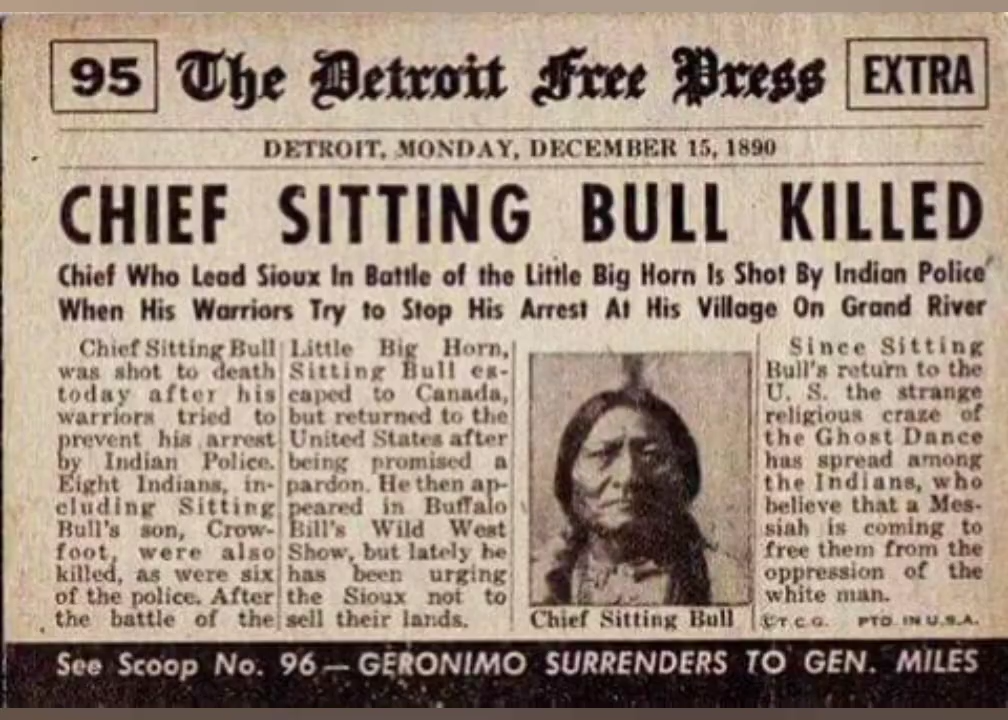 95 The Detroit Free Press EXTRA
DETROIT, MONDAY, DECEMBER 15, 1890
CHIEF SITTING BULL KILLED
Chief Who Lead Sioux In Battle of the Little Big Horn Is Shot By Indian Police
When His Warriors Try to Stop His Arrest At His Village On Grand River
Chief Sitting Bull
was shot to death
today after his
warriors tried to
prevent his arrest
by Indian Police.
Eight Indians, in-
cluding Sitting
Bull's son, Crow-
foot, were also
killed, as were six
of the police. After
the battle of the
Little Big Horn,
Sitting Bull es-
caped to Canada,
but returned to the
United States after
being promised a
pardon. He then ap-
peared in Buffalo
Bill's Wild West
Show, but lately he
has been urging
the Sioux not to
sell their lands.
Chief Sitting Bull
Since Sitting
Bull's return to the
U. S. the strange
religious craze of
the Ghost Dance
has spread among
the Indians, who
believe that a Mes-
siah is coming to
free them from the
oppression of the
white man.
© T. C. G. PTD. IN U.S.A.
See Scoop No. 96 — GERONIMO SURRENDERS TO GEN. MILES